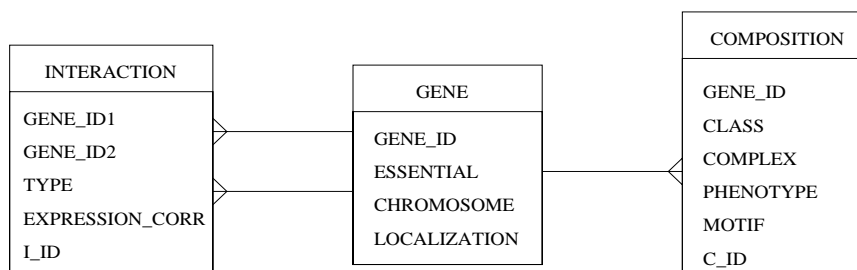 INTERACTION
GENE_ID1
GENE_ID2
TYPE
EXPRESSION_CORR
I_ID
GENE
GENE_ID
ESSENTIAL
CHROMOSOME
LOCALIZATION
COMPOSITION
GENE_ID
CLASS
COMPLEX
PHENOTYPE
MOTIF
C_ID